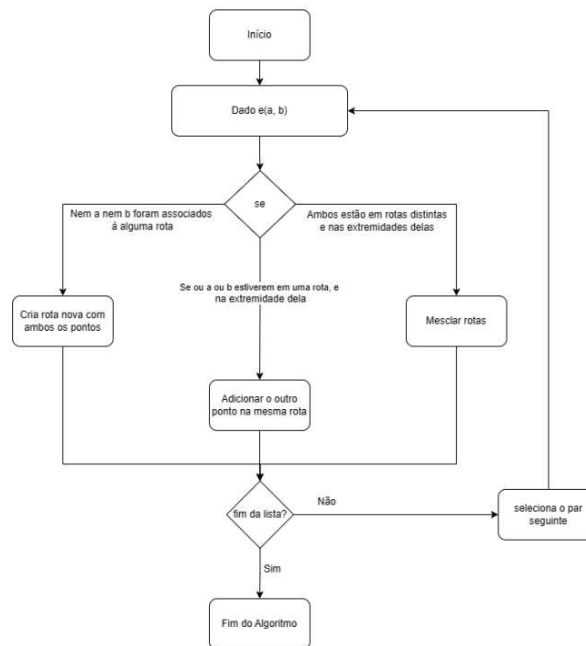 Início
Dado e(a, b)
se
Nem a nem b foram associados
á alguma rota
Ambos estão em rotas distintas
e nas extremidades delas
Se ou a ou b estiverem em uma rota, e
na extremidade dela
Cria rota nova com
ambos os pontos
Mesclar rotas
Adicionar o outro
ponto na mesma rota
fim da lista?
Não
seleciona o par
seguinte
Sim
Fim do Algoritmo